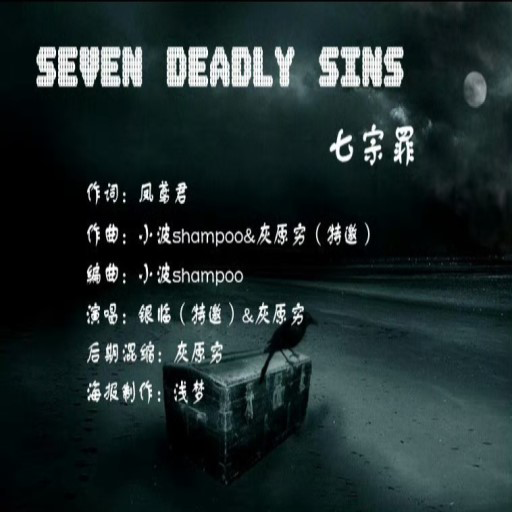 SEVEN DEADLY SINS
七宗罪
作词：凤鸾君
作曲：小波shampoo&灰原穷（特邀）
编曲：小波shampoo
演唱：银临（特邀）&灰原穷
后期混缩：灰原穷
海报制作：浅梦